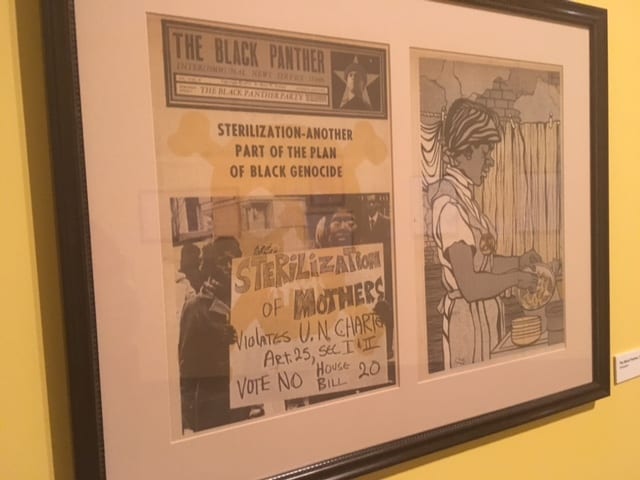 THE BLACK PANTHER
INTERCOMMUNAL NEWS SERVICE
THE BLACK PANTHER PARTY
STERILIZATION-ANOTHER
PART OF THE PLAN
OF BLACK GENOCIDE
STERILIZATION
OF MOTHERS
VIOLATES U.N. CHARTE
Art. 25, SEC. I & II
VOTE NO HOUSE BILL 20